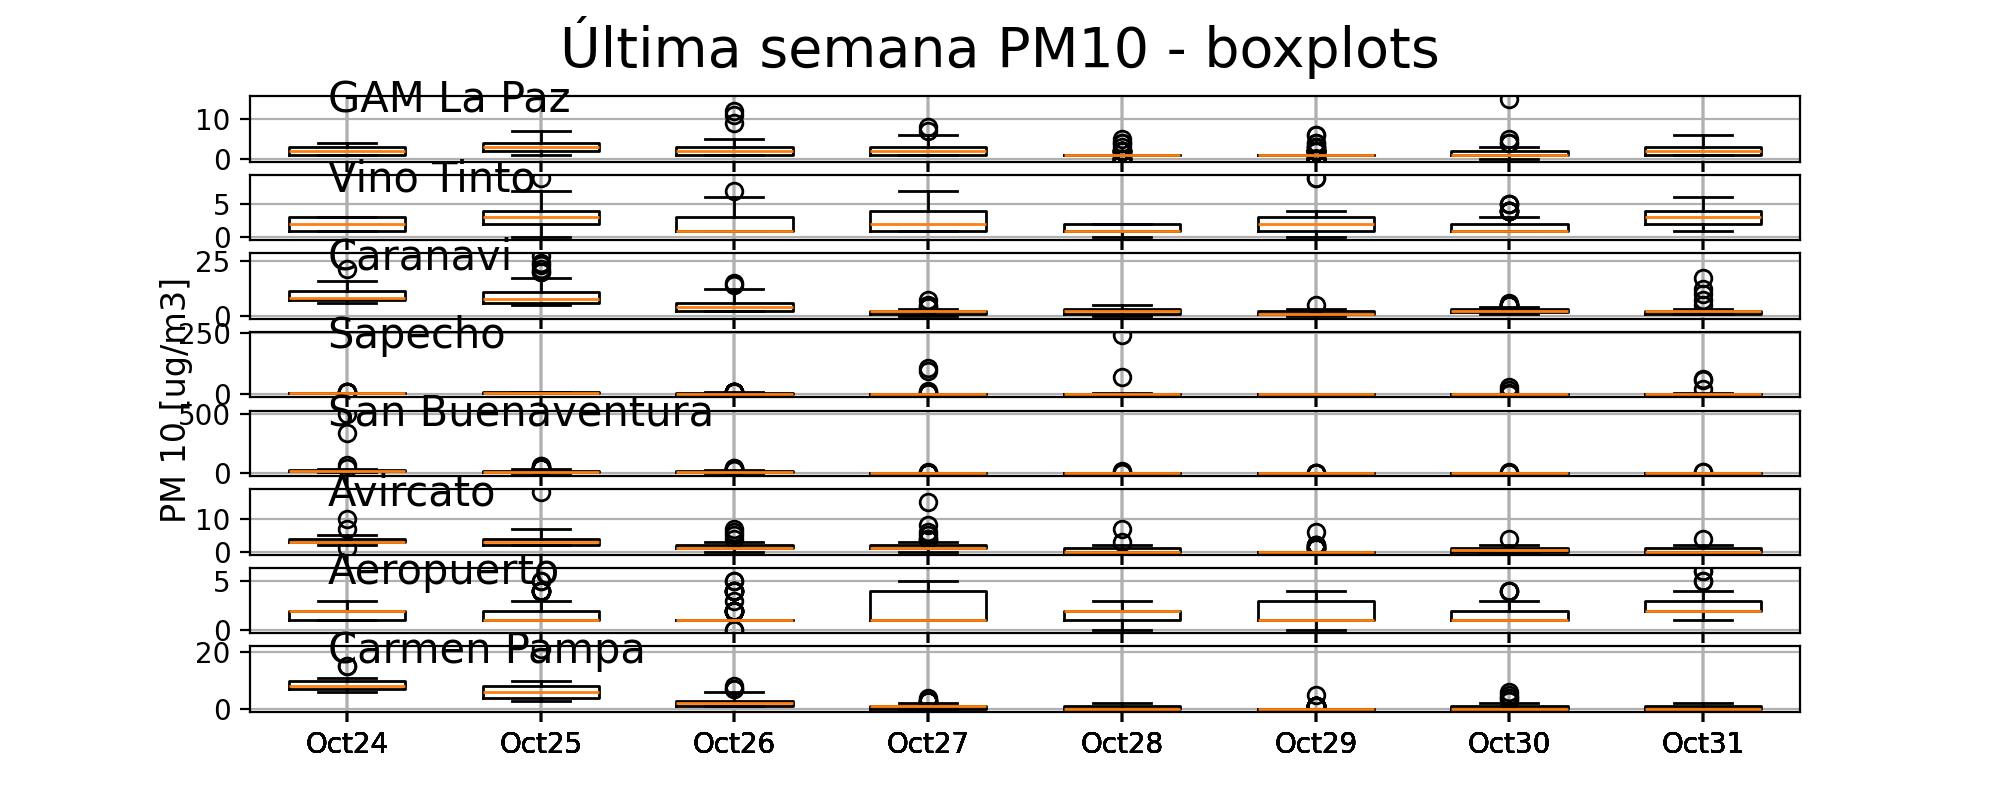 Última semana PM10 - boxplots
GAM La Paz
10
0
Vino Tinto
5
0
Caranavi
25
0
PM 10 [ug/m3]
Sapecho
250
0
San Buenaventura
500
0
Avircato
10
0
Aeropuerto
5
0
Carmen Pampa
20
0
Oct24 Oct25 Oct26 Oct27 Oct28 Oct29 Oct30 Oct31